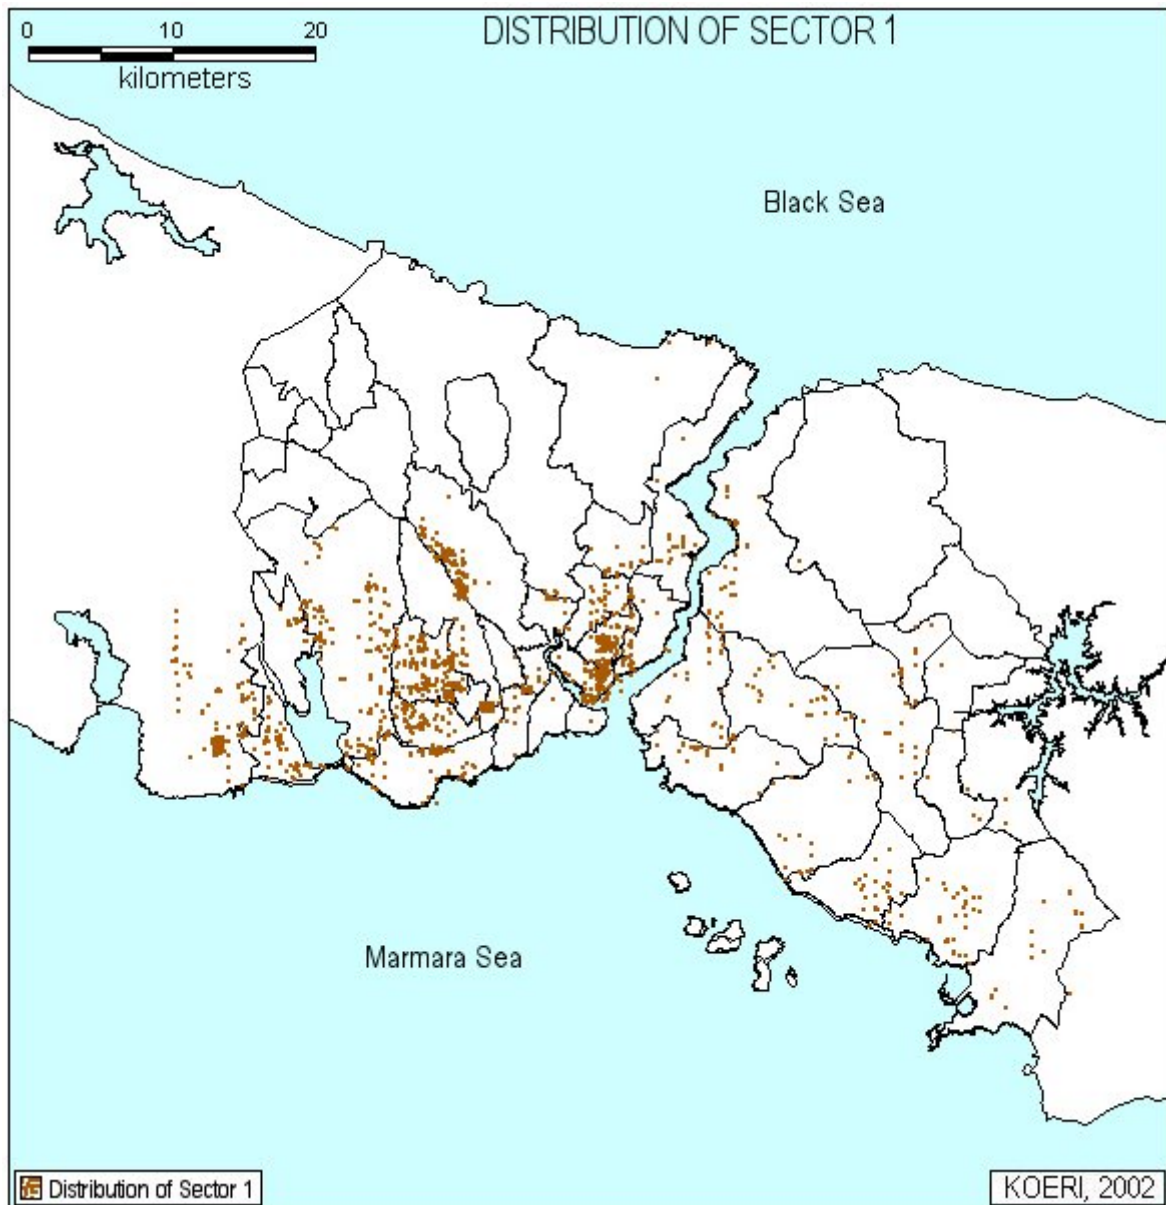 0 10 20
kilometers
DISTRIBUTION OF SECTOR 1
Black Sea
Marmara Sea
Distribution of Sector 1
KOERI, 2002